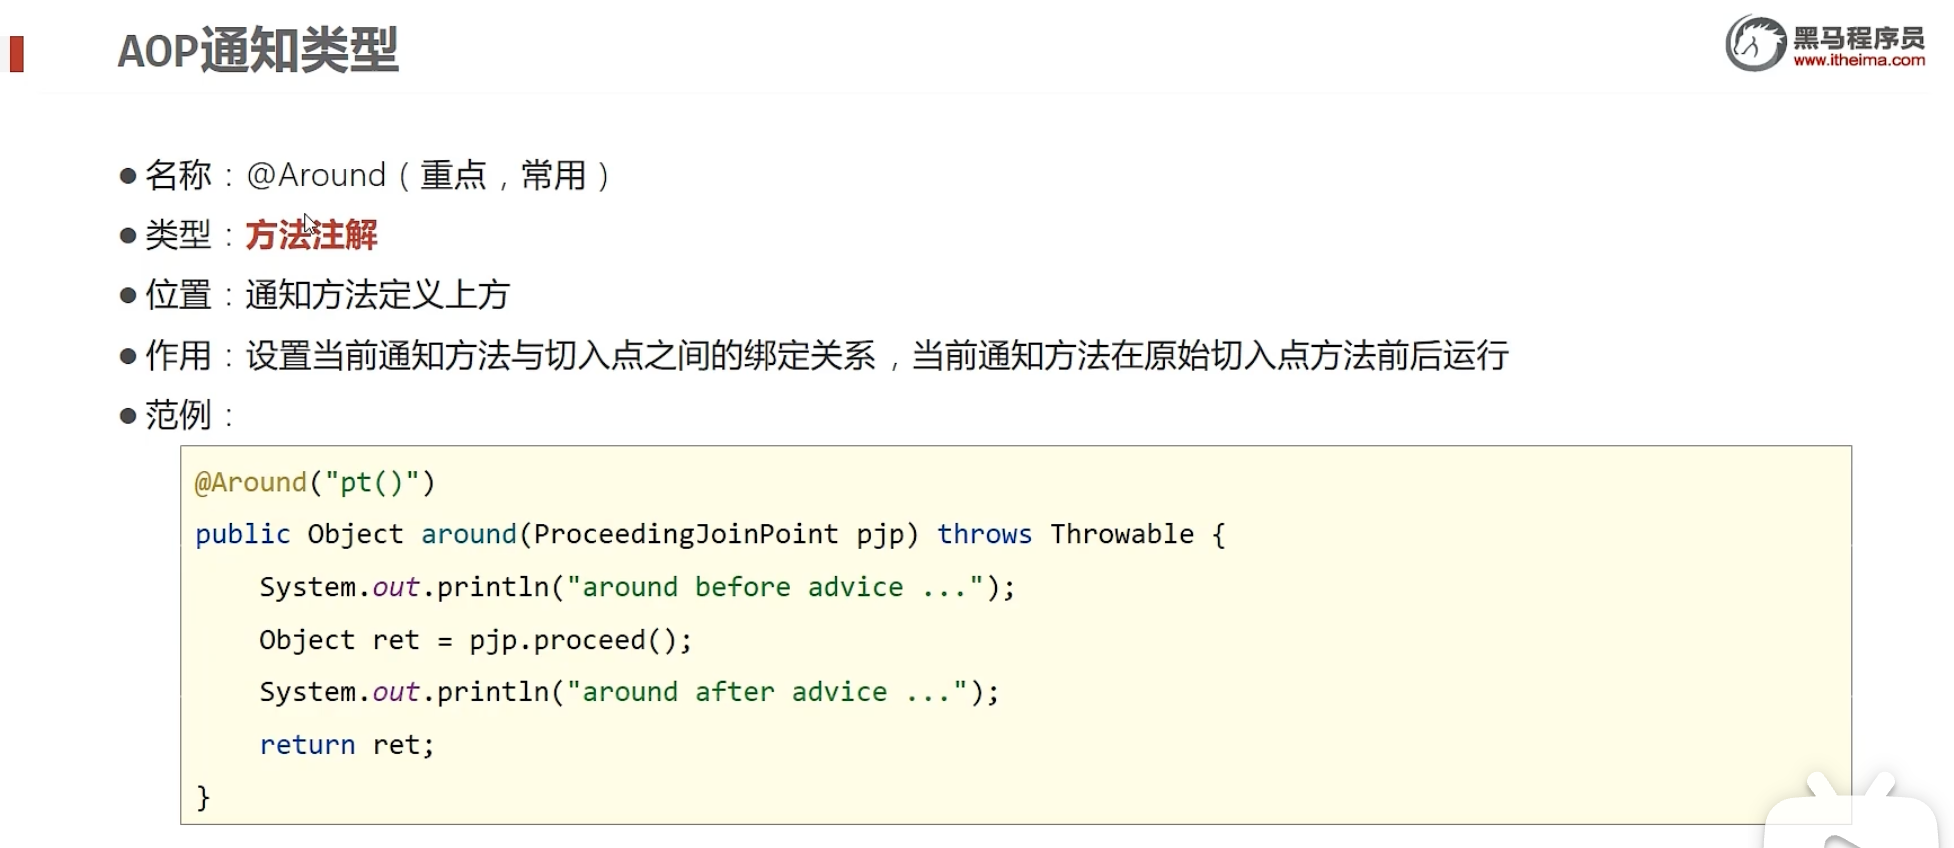 AOP通知类型
黑马程序员
www.itheima.com
● 名称：@Around（重点，常用）
● 类型：方法注解
● 位置：通知方法定义上方
● 作用：设置当前通知方法与切入点之间的绑定关系，当前通知方法在原始切入点方法前后运行
● 范例：
@Around("pt()")
public Object around(ProceedingJoinPoint pjp) throws Throwable {
    System.out.println("around before advice ...");
    Object ret = pjp.proceed();
    System.out.println("around after advice ...");
    return ret;
}